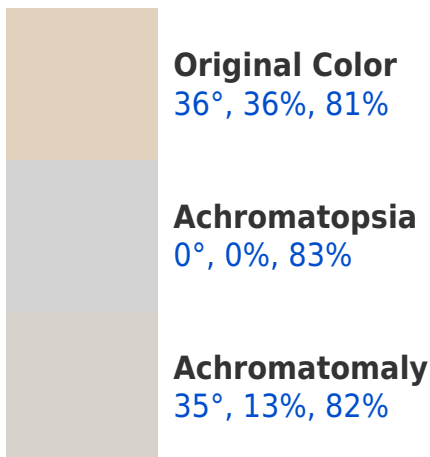 Original Color
36°, 36%, 81%
Achromatopsia
0°, 0%, 83%
Achromatomaly
35°, 13%, 82%